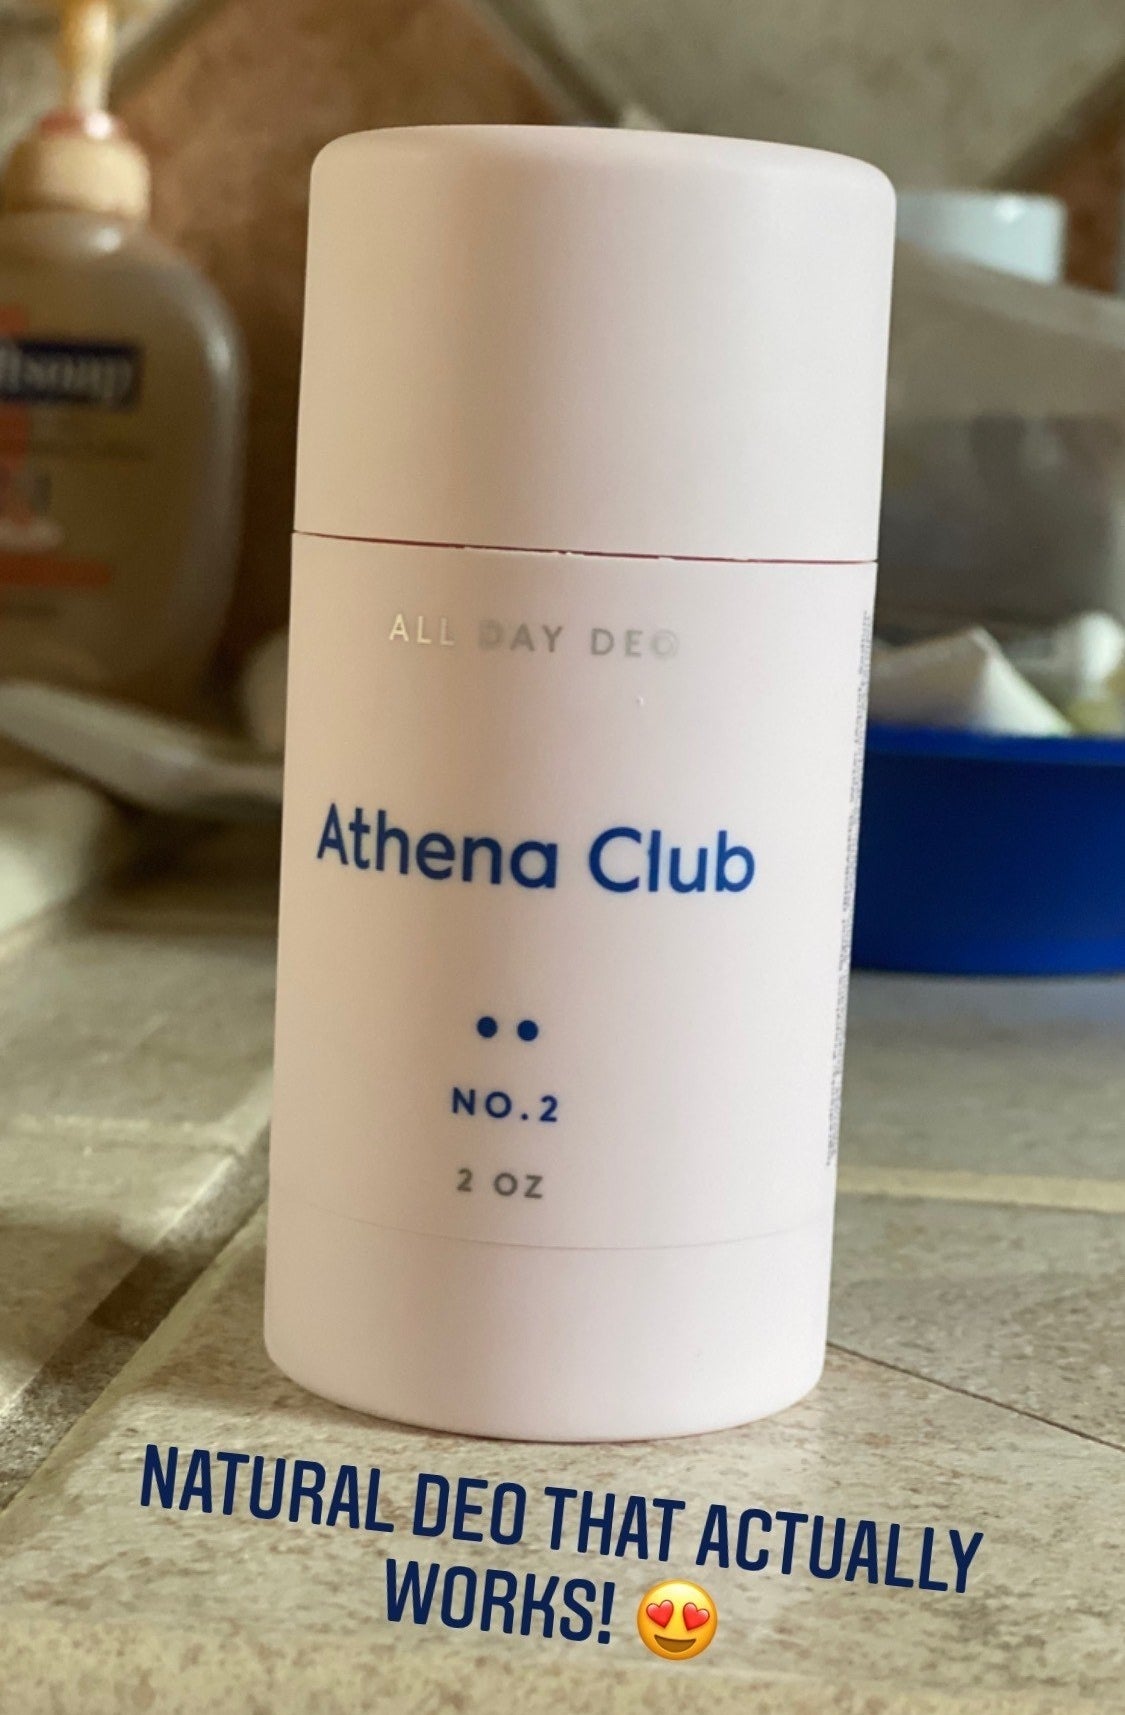 ALL DAY DEO
Athena Club
NO.2
2 OZ
NATURAL DEO THAT ACTUALLY
WORKS! 😍